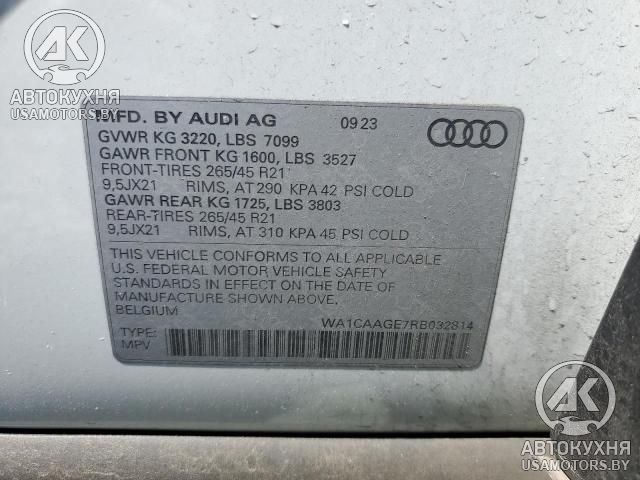 АВТОКУХНЯ
USAMOTORS.BY
MFD. BY AUDI AG 09 23
GVWR KG 3220, LBS 7099
GAWR FRONT KG 1600, LBS 3527
FRONT-TIRES 265/45 R21
9,5JX21 RIMS, AT 290 KPA 42 PSI COLD
GAWR REAR KG 1725, LBS 3803
REAR-TIRES 265/45 R21
9,5JX21 RIMS, AT 310 KPA 45 PSI COLD
THIS VEHICLE CONFORMS TO ALL APPLICABLE
U.S. FEDERAL MOTOR VEHICLE SAFETY
STANDARDS IN EFFECT ON THE DATE OF
MANUFACTURE SHOWN ABOVE.
BELGIUM WA1CAAGE7RB032814
TYPE:
MPV
AK
АВТОКУХНЯ
USAMOTORS.BY